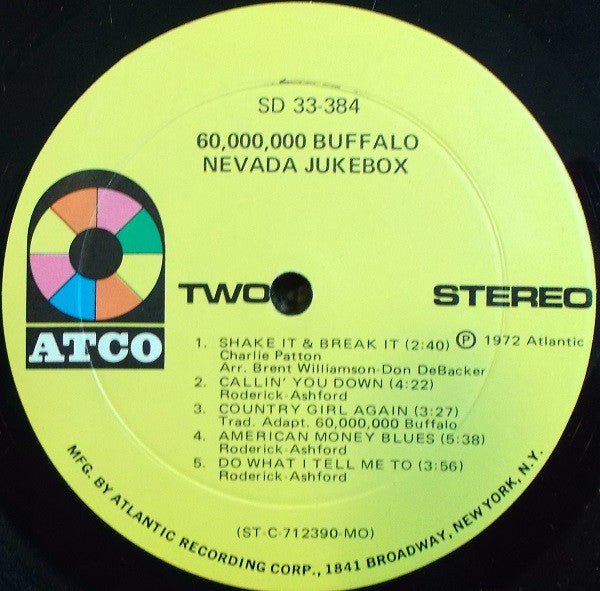 SD 33-384
60,000,000 BUFFALO
NEVADA JUKEBOX
ATCO
TWO
STEREO
1. SHAKE IT & BREAK IT (2:40) Ⓟ 1972 Atlantic
Charlie Patton
Arr. Brent Williamson-Don DeBacker
2. CALLIN' YOU DOWN (4:22)
Roderick-Ashford
3. COUNTRY GIRL AGAIN (3:27)
Trad. Adapt. 60,000,000 Buffalo
4. AMERICAN MONEY BLUES (5:38)
Roderick-Ashford
5. DO WHAT I TELL ME TO (3:56)
Roderick-Ashford
(ST-C-712390-MO)
MFG. BY ATLANTIC RECORDING CORP., 1841 BROADWAY, NEW YORK, N.Y.